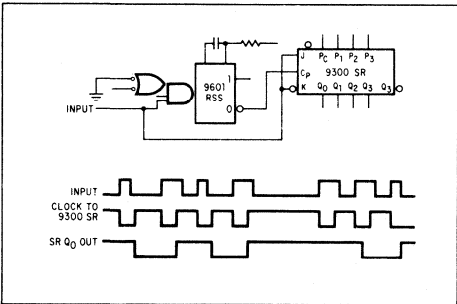 P_C P_1 P_2 P_3
J
9601
RSS
1
0
C_P 9300 SR
K Q_0 Q_1 Q_2 Q_3 Q_3
INPUT
INPUT
CLOCK TO
9300 SR
SR Q_0 OUT